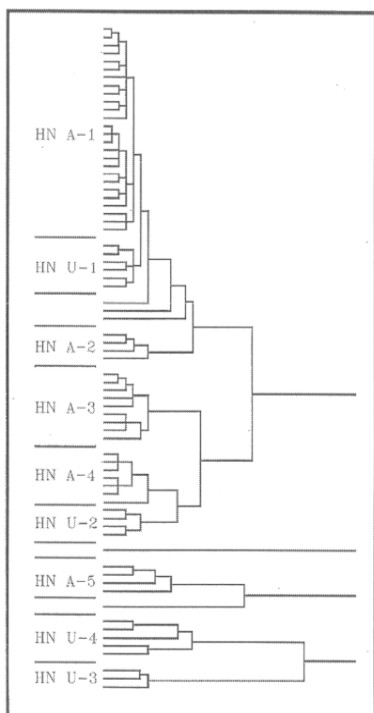 HN A-1
HN U-1
HN A-2
HN A-3
HN A-4
HN U-2
HN A-5
HN U-4
HN U-3